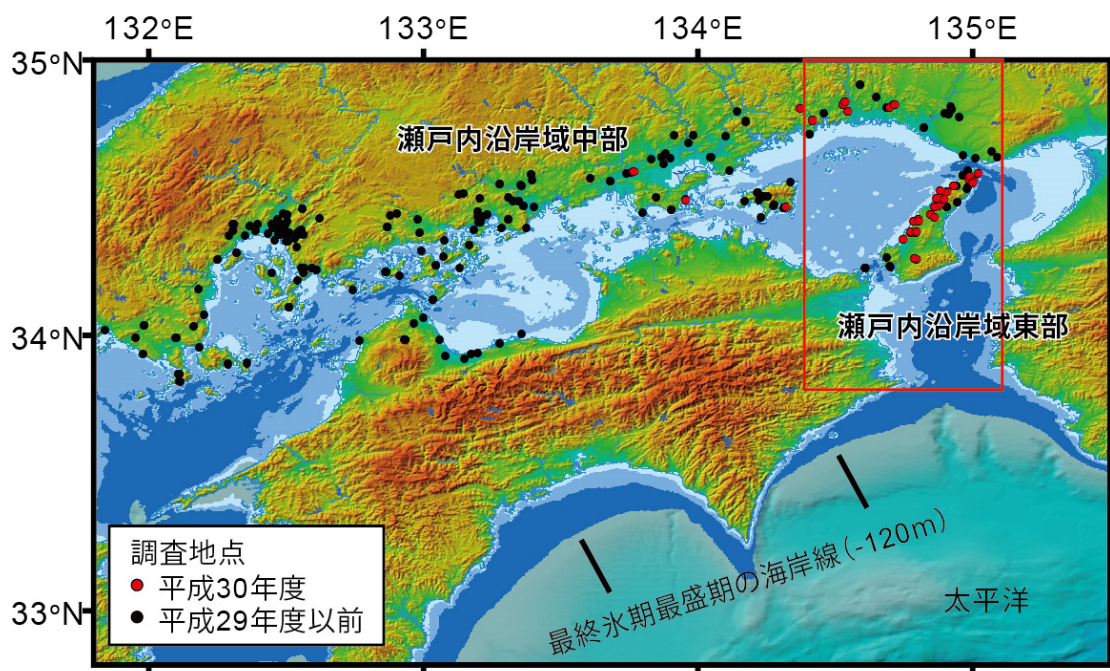 132°E 133°E 134°E 135°E
35°N
瀬戸内沿岸域中部
34°N
瀬戸内沿岸域東部
調査地点
平成30年度
平成29年度以前
最終氷期最盛期の海岸線(-120m)
太平洋
33°N